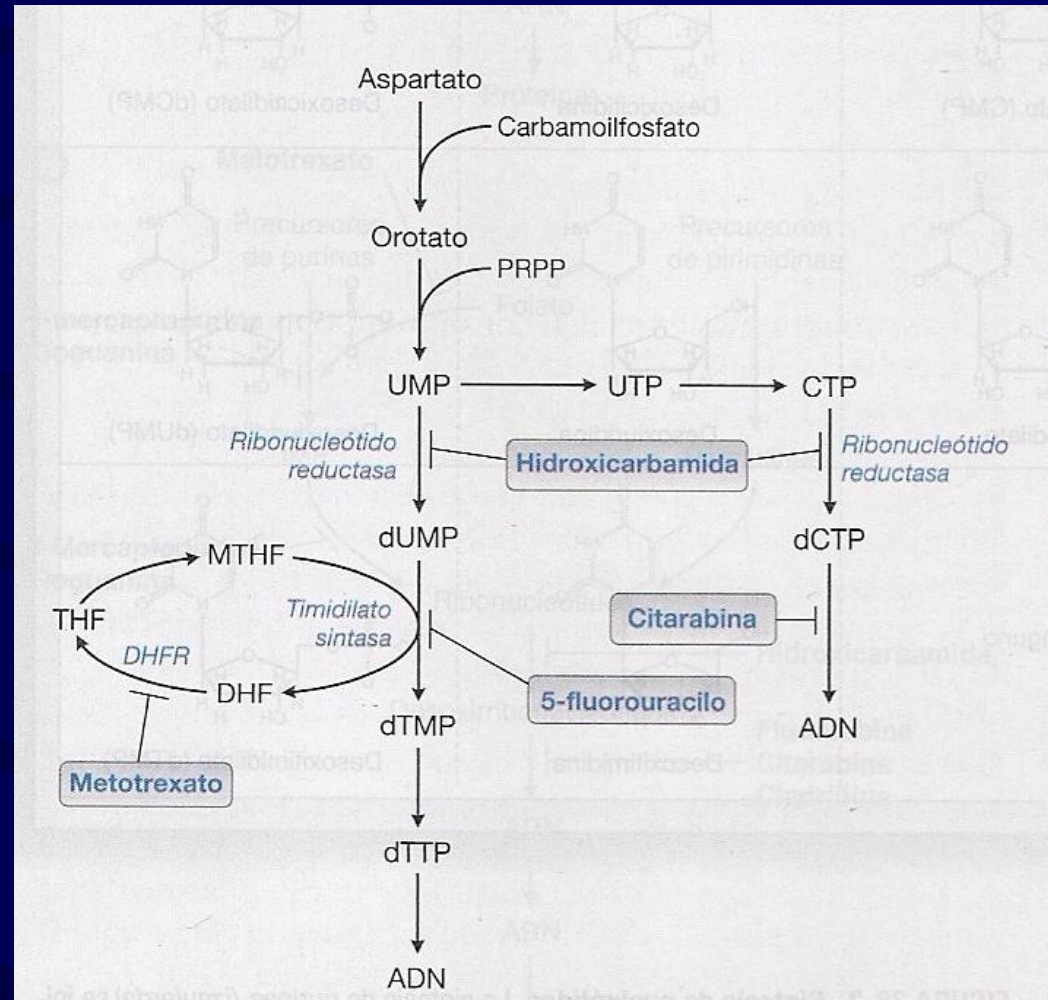 Aspartato
Carbamoilfosfato
Orotato
PRPP
UMP
UTP
CTP
Ribonucleótido
reductasa
Hidroxicarbamida
Ribonucleótido
reductasa
dUMP
dCTP
MTHF
THF
Timidilato
sintasa
Citarabina
DHFR
DHF
5-fluorouracilo
dTMP
ADN
Metotrexato
dTTP
ADN